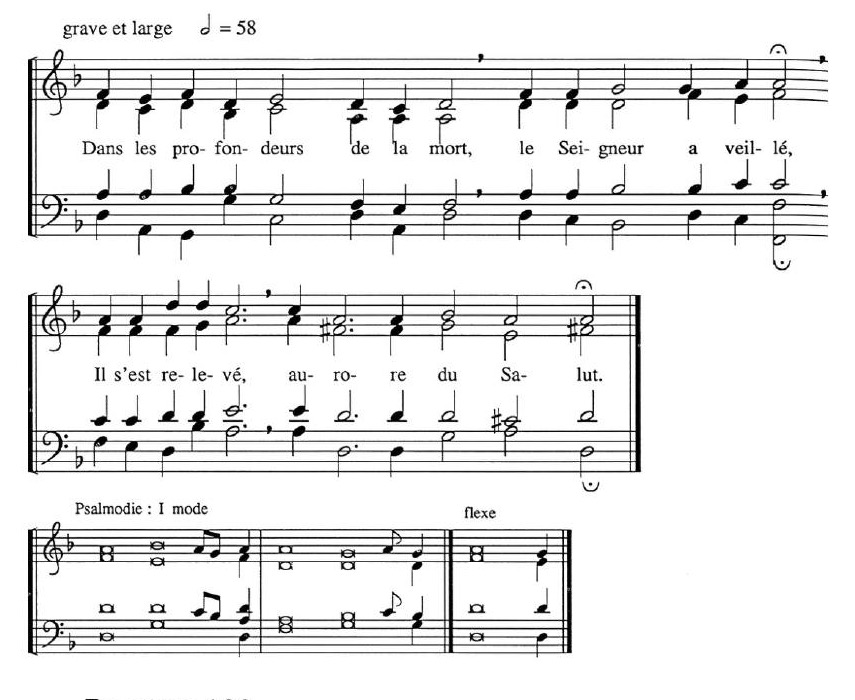 grave et large 𝅗𝅥 = 58
Dans les pro- fon- deurs de la mort, le Sei- gneur a veil- lé,
Il s'est re- le- vé, au- ro- re du Sa- lut.
Psalmodie : I mode
flexe